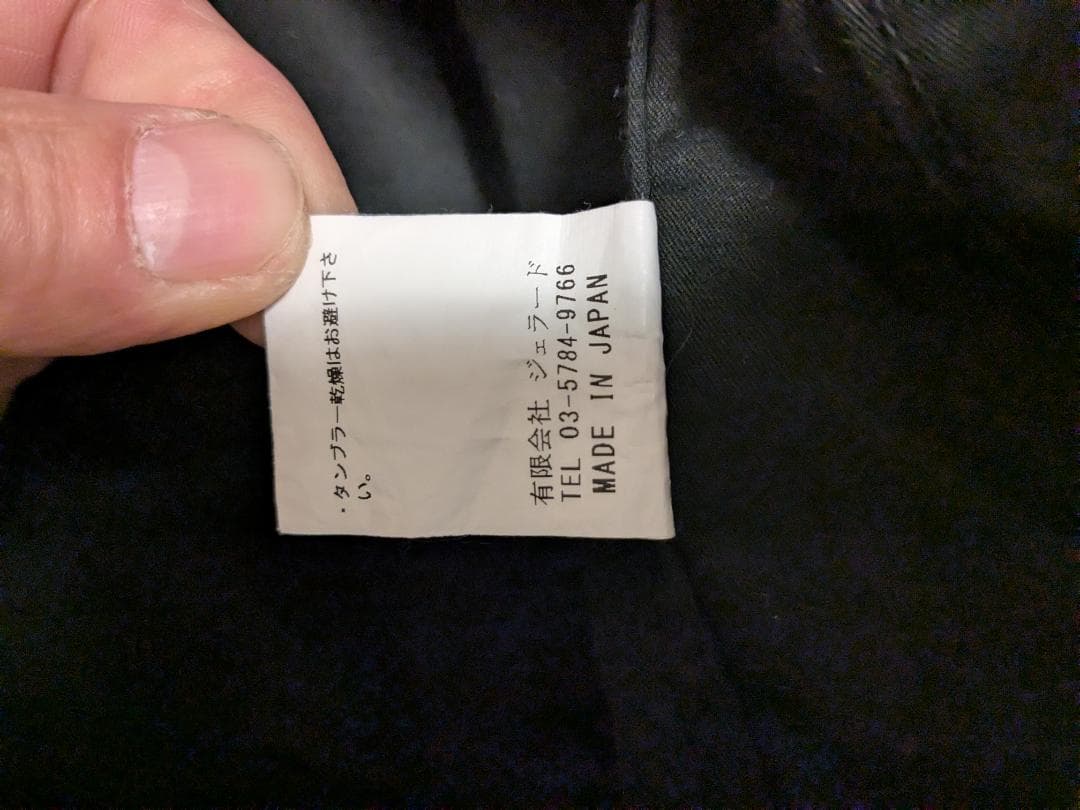 ・タンブラー乾燥はお避け下さ
い。
有限会社 ジェラード
TEL 03-5784-9766
MADE IN JAPAN